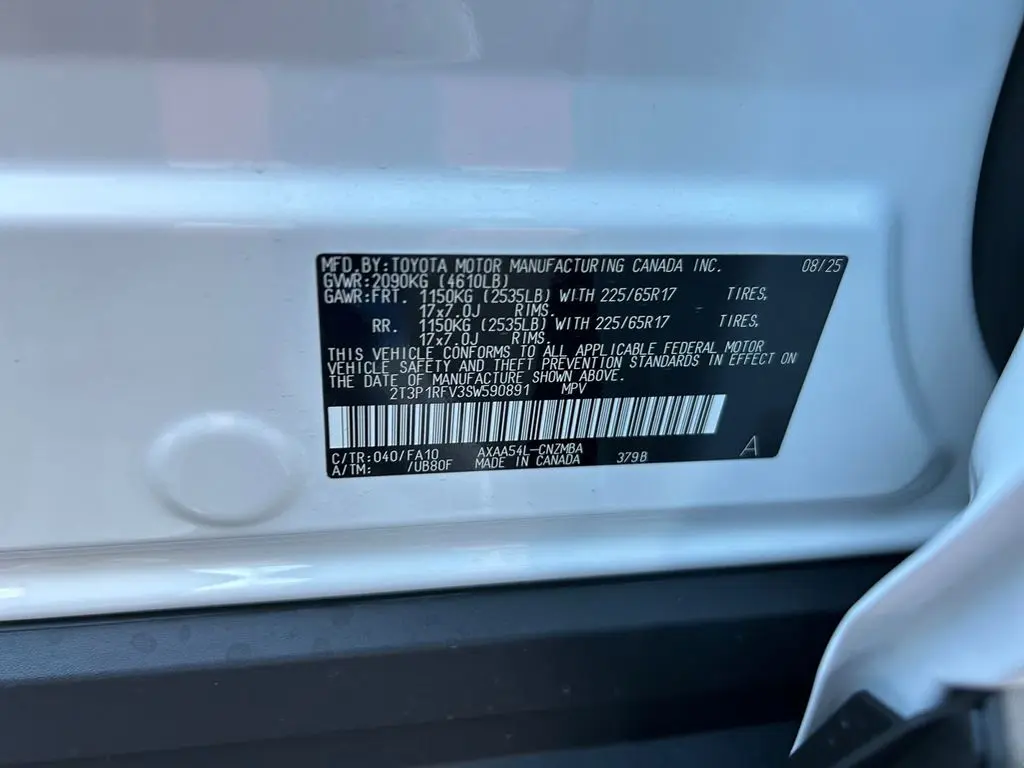 MFD.BY:TOYOTA MOTOR MANUFACTURING CANADA INC. 08/25
GVWR:2090KG (4610LB)
GAWR:FRT. 1150KG (2535LB) WITH 225/65R17 TIRES,
17x7.0J RIMS.
RR. 1150KG (2535LB) WITH 225/65R17 TIRES,
17x7.0J RIMS.
THIS VEHICLE CONFORMS TO ALL APPLICABLE FEDERAL MOTOR
VEHICLE SAFETY AND THEFT PREVENTION STANDARDS IN EFFECT ON
THE DATE OF MANUFACTURE SHOWN ABOVE.
2T3P1RFV3SW590891 MPV
C/TR:040/FA10 AXAA54L-CNZMBA
A/TM: /UB80F MADE IN CANADA 379B A